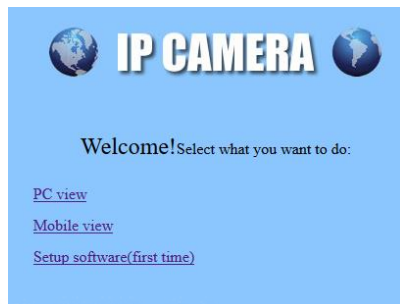 IP CAMERA
Welcome!Select what you want to do:
PC view
Mobile view
Setup software(first time)